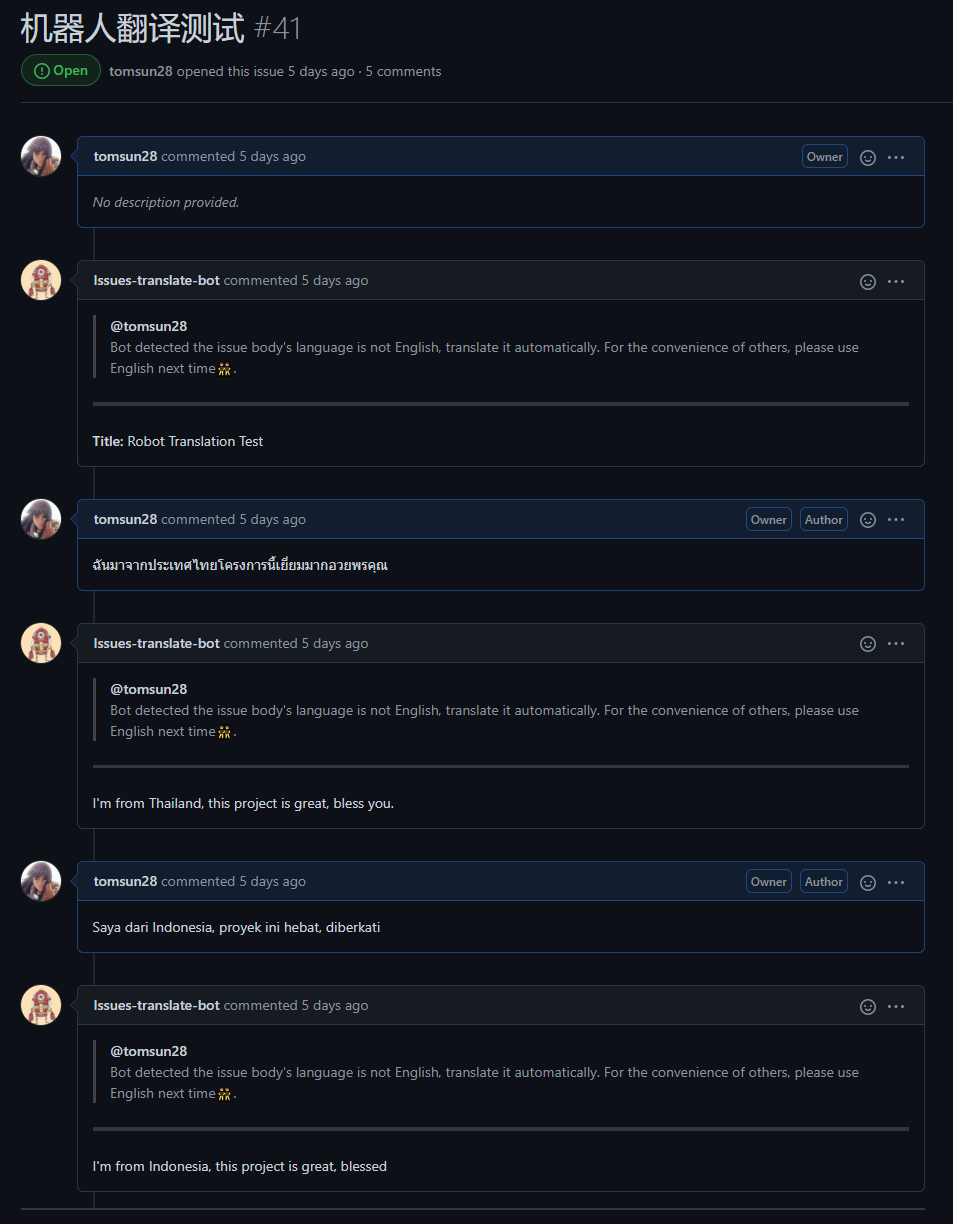 机器人翻译测试 #41
Open tomsun28 opened this issue 5 days ago · 5 comments
tomsun28 commented 5 days ago Owner
No description provided.
Issues-translate-bot commented 5 days ago
@tomsun28
Bot detected the issue body's language is not English, translate it automatically. For the convenience of others, please use
English next time👯.
Title: Robot Translation Test
tomsun28 commented 5 days ago Owner Author
ฉันมาจากประเทศไทยโครงการนี้เยี่ยมมากอวยพรคุณ
Issues-translate-bot commented 5 days ago
@tomsun28
Bot detected the issue body's language is not English, translate it automatically. For the convenience of others, please use
English next time👯.
I'm from Thailand, this project is great, bless you.
tomsun28 commented 5 days ago Owner Author
Saya dari Indonesia, proyek ini hebat, diberkati
Issues-translate-bot commented 5 days ago
@tomsun28
Bot detected the issue body's language is not English, translate it automatically. For the convenience of others, please use
English next time👯.
I'm from Indonesia, this project is great, blessed